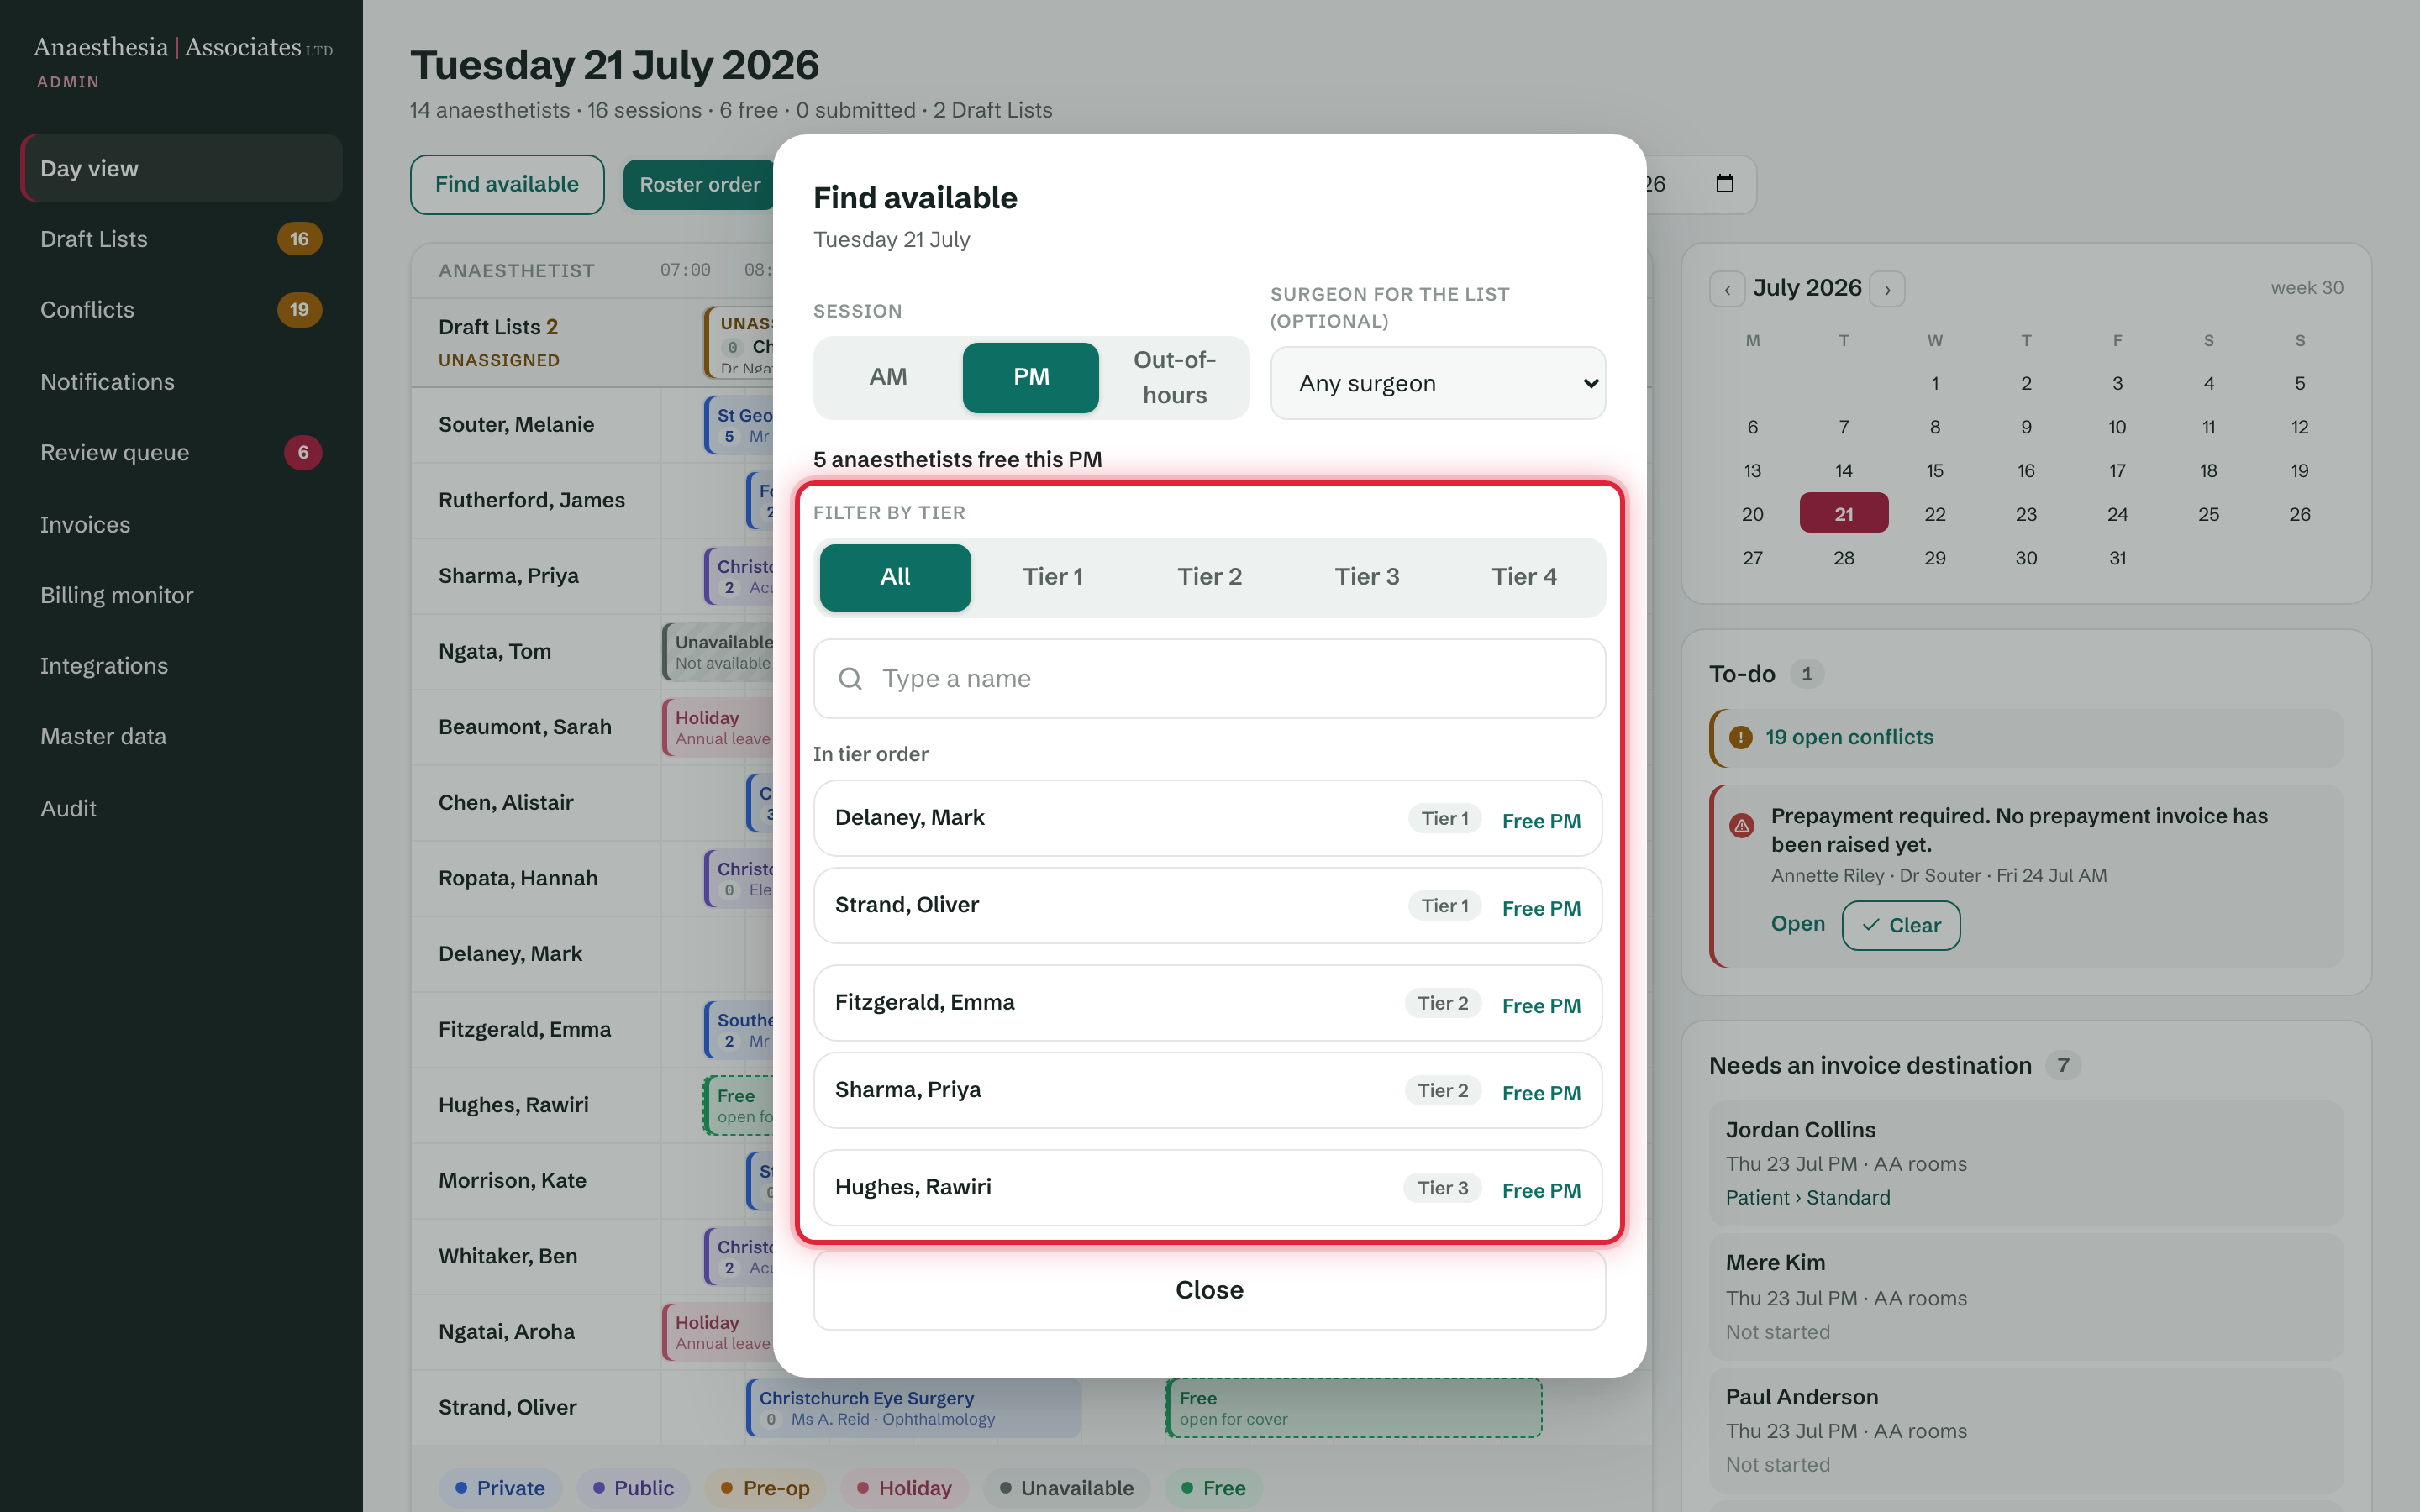 Anaesthesia | Associates LTD
ADMIN
Day view
Draft Lists 16
Conflicts 19
Notifications
Review queue 6
Invoices
Billing monitor
Integrations
Master data
Audit
Tuesday 21 July 2026
14 anaesthetists · 16 sessions · 6 free · 0 submitted · 2 Draft Lists
Find available
Roster order
26
ANAESTHETIST 07:00 08:
Draft Lists 2
UNASSIGNED
0
Souter, Melanie
5 Mr
Rutherford, James
Sharma, Priya
2
Ngata, Tom
Unavailable
Not available
Beaumont, Sarah
Holiday
Annual leave
Chen, Alistair
Ropata, Hannah
0
Delaney, Mark
Fitzgerald, Emma
2 Mr
Hughes, Rawiri
Free
open fo
Morrison, Kate
Whitaker, Ben
2
Ngatai, Aroha
Holiday
Annual leave
Strand, Oliver
Christchurch Eye Surgery
0 Ms A. Reid · Ophthalmology
Free
open for cover
Private
Public
Pre-op
Holiday
Unavailable
Free
Find available
Tuesday 21 July
SESSION
AM
PM
Out-of-
hours
SURGEON FOR THE LIST
(OPTIONAL)
Any surgeon
5 anaesthetists free this PM
FILTER BY TIER
All
Tier 1
Tier 2
Tier 3
Tier 4
Type a name
In tier order
Delaney, Mark Tier 1 Free PM
Strand, Oliver Tier 1 Free PM
Fitzgerald, Emma Tier 2 Free PM
Sharma, Priya Tier 2 Free PM
Hughes, Rawiri Tier 3 Free PM
Close
‹ July 2026 › week 30
M T W T F S S
1 2 3 4 5
6 7 8 9 10 11 12
13 14 15 16 17 18 19
20 21 22 23 24 25 26
27 28 29 30 31
To-do 1
19 open conflicts
Prepayment required. No prepayment invoice has
been raised yet.
Annette Riley · Dr Souter · Fri 24 Jul AM
Open
Clear
Needs an invoice destination 7
Jordan Collins
Thu 23 Jul PM · AA rooms
Patient › Standard
Mere Kim
Thu 23 Jul PM · AA rooms
Not started
Paul Anderson
Thu 23 Jul PM · AA rooms
Not started